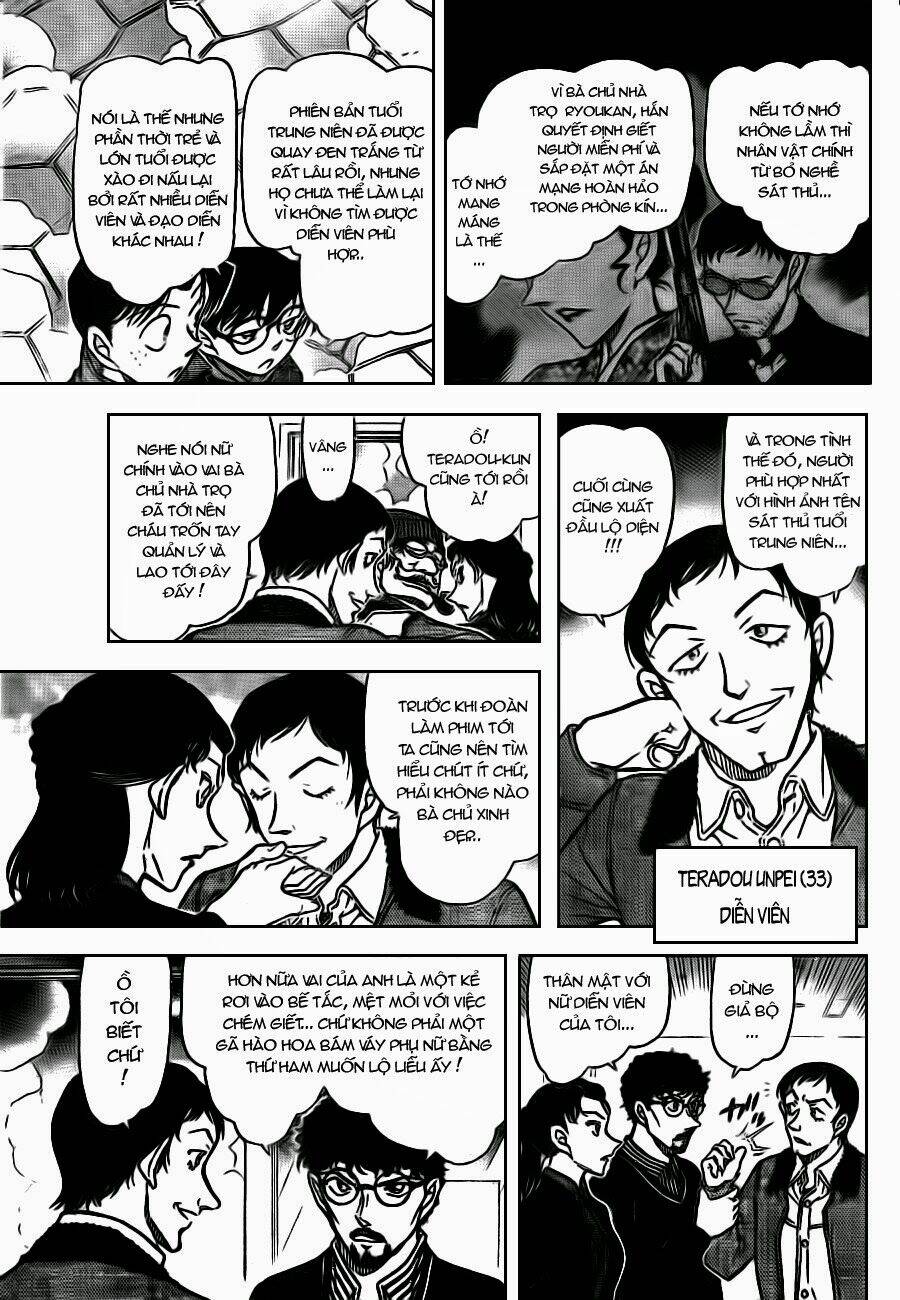 NẾU TỚ NHỚ
KHÔNG LẦM THÌ
NHÂN VẬT CHÍNH
TỪ BỎ NGHỀ
SÁT THỦ...
VÌ BÀ CHỦ NHÀ
TRỌ RYOUKAN, HẮN
QUYẾT ĐỊNH GIẾT
NGƯỜI MIỄN PHÍ VÀ
SẮP ĐẶT MỘT ÁN
MẠNG HOÀN HẢO
TRONG PHÒNG KÍN...
TỚ NHỚ
MANG
MÁNG
LÀ THẾ
...
PHIÊN BẢN TUỔI
TRUNG NIÊN ĐÃ ĐƯỢC
QUAY ĐEN TRẮNG TỪ
RẤT LÂU RỒI, NHƯNG
HỌ CHƯA THỂ LÀM LẠI
VÌ KHÔNG TÌM ĐƯỢC
DIỄN VIÊN PHÙ
HỢP..
NÓI LÀ THẾ NHƯNG
PHẦN THỜI TRẺ VÀ
LỚN TUỔI ĐƯỢC
XÀO ĐI NẤU LẠI
BỞI RẤT NHIỀU DIỄN
VIÊN VÀ ĐẠO DIỄN
KHÁC NHAU!
VÀ TRONG TÌNH
THẾ ĐÓ, NGƯỜI
PHÙ HỢP NHẤT
VỚI HÌNH ẢNH TÊN
SÁT THỦ TUỔI
TRUNG NIÊN...
CUỐI CÙNG
CŨNG XUẤT
ĐẦU LỘ DIỆN
!!!
TERADOU UNPEI (33)
DIỄN VIÊN
Ồ!
TERADOU-KUN
CŨNG TỚI RỒI
À!
VÂNG
...
NGHE NÓI NỮ
CHÍNH VÀO VAI BÀ
CHỦ NHÀ TRỌ
ĐÃ TỚI NÊN
CHÁU TRỐN TAY
QUẢN LÝ VÀ
LAO TỚI ĐÂY
ĐẤY!
TRƯỚC KHI ĐOÀN
LÀM PHIM TỚI
TA CŨNG NÊN TÌM
HIỂU CHÚT ÍT CHỨ,
PHẢI KHÔNG NÀO
BÀ CHỦ XINH
ĐẸP..
ĐỪNG
GIẢ BỘ
...
THÂN MẬT VỚI
NỮ DIỄN VIÊN
CỦA TÔI...
HƠN NỮA VAI CỦA ANH LÀ MỘT KẺ
RƠI VÀO BẾ TẮC, MỆT MỎI VỚI VIỆC
CHÉM GIẾT.. CHỨ KHÔNG PHẢI MỘT
GÃ HÀO HOA BÁM VÁY PHỤ NỮ BẰNG
THỨ HAM MUỐN LỘ LIỄU ẤY!
Ồ
TÔI
BIẾT
CHỨ
!